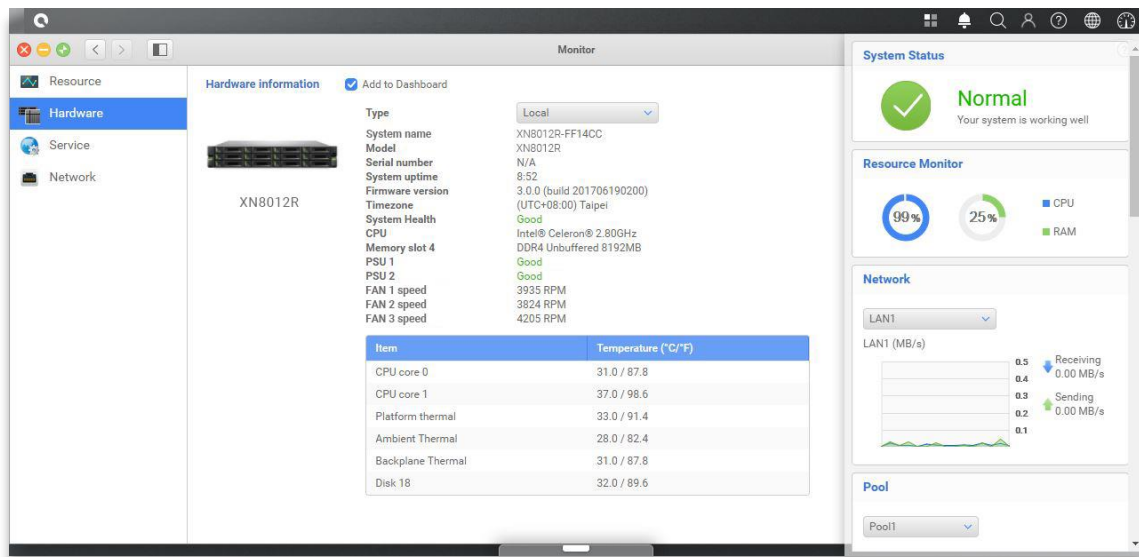 Monitor
Resource
Hardware
Service
Network
Hardware information
Add to Dashboard
XN8012R
Type Local
System name XN8012R-FF14CC
Model XN8012R
Serial number N/A
System uptime 8:52
Firmware version 3.0.0 (build 201706190200)
Timezone (UTC+08:00) Taipei
System Health Good
CPU Intel® Celeron® 2.80GHz
Memory slot 4 DDR4 Unbuffered 8192MB
PSU 1 Good
PSU 2 Good
FAN 1 speed 3935 RPM
FAN 2 speed 3824 RPM
FAN 3 speed 4205 RPM
Item Temperature (°C/°F)
CPU core 0 31.0 / 87.8
CPU core 1 37.0 / 98.6
Platform thermal 33.0 / 91.4
Ambient Thermal 28.0 / 82.4
Backplane Thermal 31.0 / 87.8
Disk 18 32.0 / 89.6
System Status
Normal
Your system is working well
Resource Monitor
99% 25%
CPU
RAM
Network
LAN1
LAN1 (MB/s)
0.5
0.4
0.3
0.2
0.1
Receiving
0.00 MB/s
Sending
0.00 MB/s
Pool
Pool1